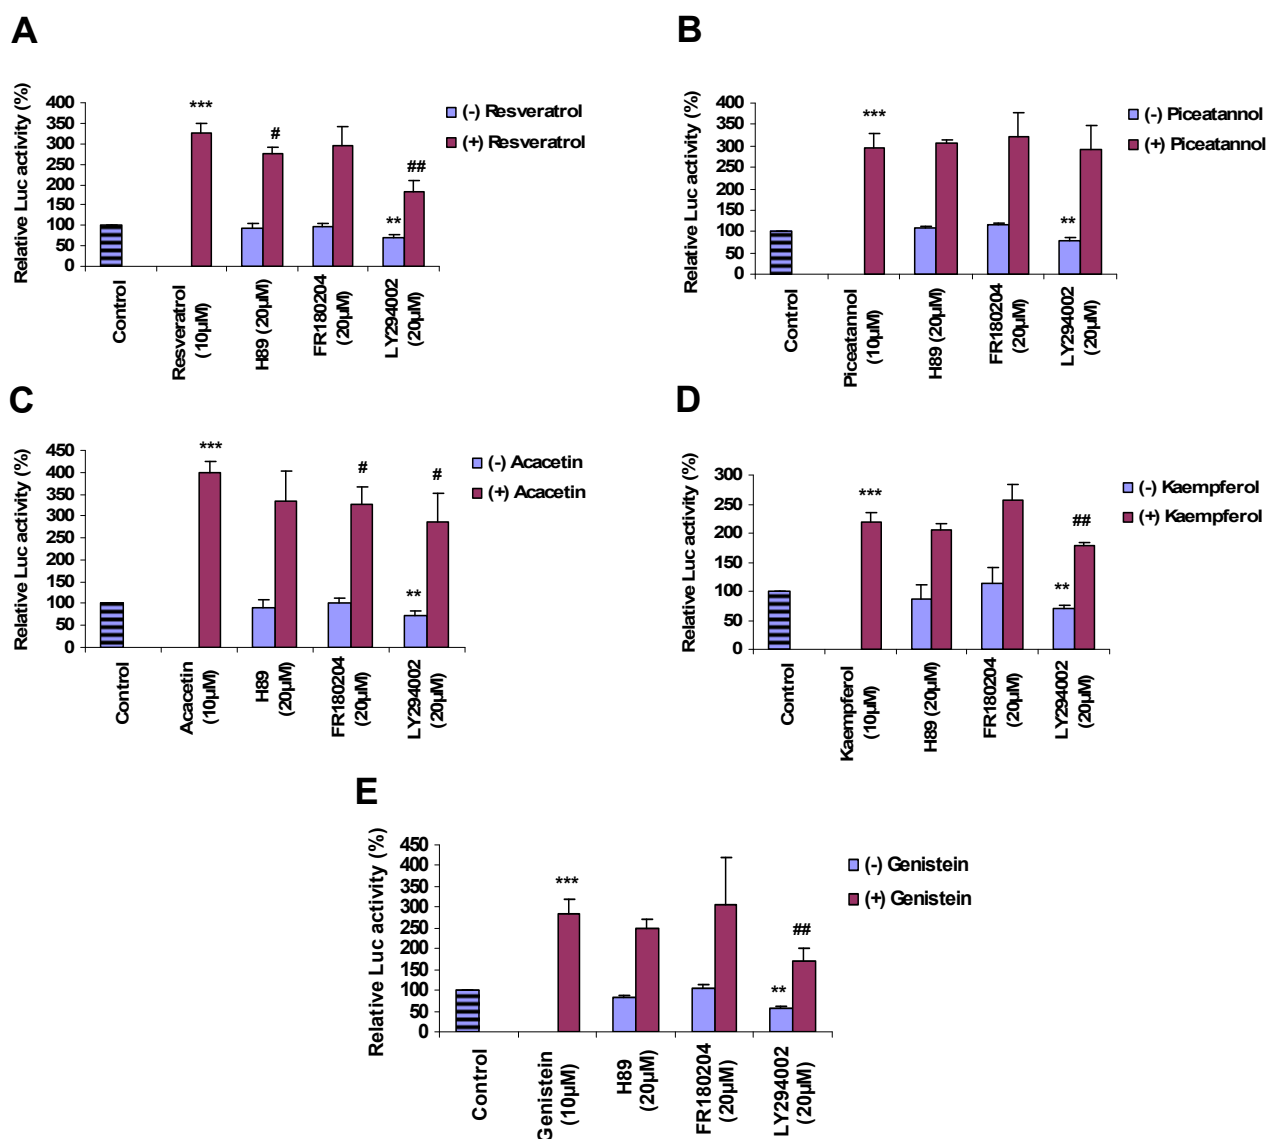 A
Relative Luc activity (%)
400
350
300
250
200
150
100
50
0
***
#
##
**
(-) Resveratrol
(+) Resveratrol
Control
Resveratrol
(10µM)
H89 (20µM)
FR180204
(20µM)
LY294002
(20µM)
B
Relative Luc activity (%)
400
350
300
250
200
150
100
50
0
***
**
(-) Piceatannol
(+) Piceatannol
Control
Piceatannol
(10µM)
H89 (20µM)
FR180204
(20µM)
LY294002
(20µM)
C
Relative Luc activity (%)
450
400
350
300
250
200
150
100
50
0
***
#
#
**
(-) Acacetin
(+) Acacetin
Control
Acacetin
(10µM)
H89
(20µM)
FR180204
(20µM)
LY294002
(20µM)
D
Relative Luc activity (%)
300
250
200
150
100
50
0
***
##
**
(-) Kaempferol
(+) Kaempferol
Control
Kaempferol
(10µM)
H89 (20µM)
FR180204
(20µM)
LY294002
(20µM)
E
Relative Luc activity (%)
450
400
350
300
250
200
150
100
50
0
***
##
**
(-) Genistein
(+) Genistein
Control
Genistein
(10µM)
H89
(20µM)
FR180204
(20µM)
LY294002
(20µM)